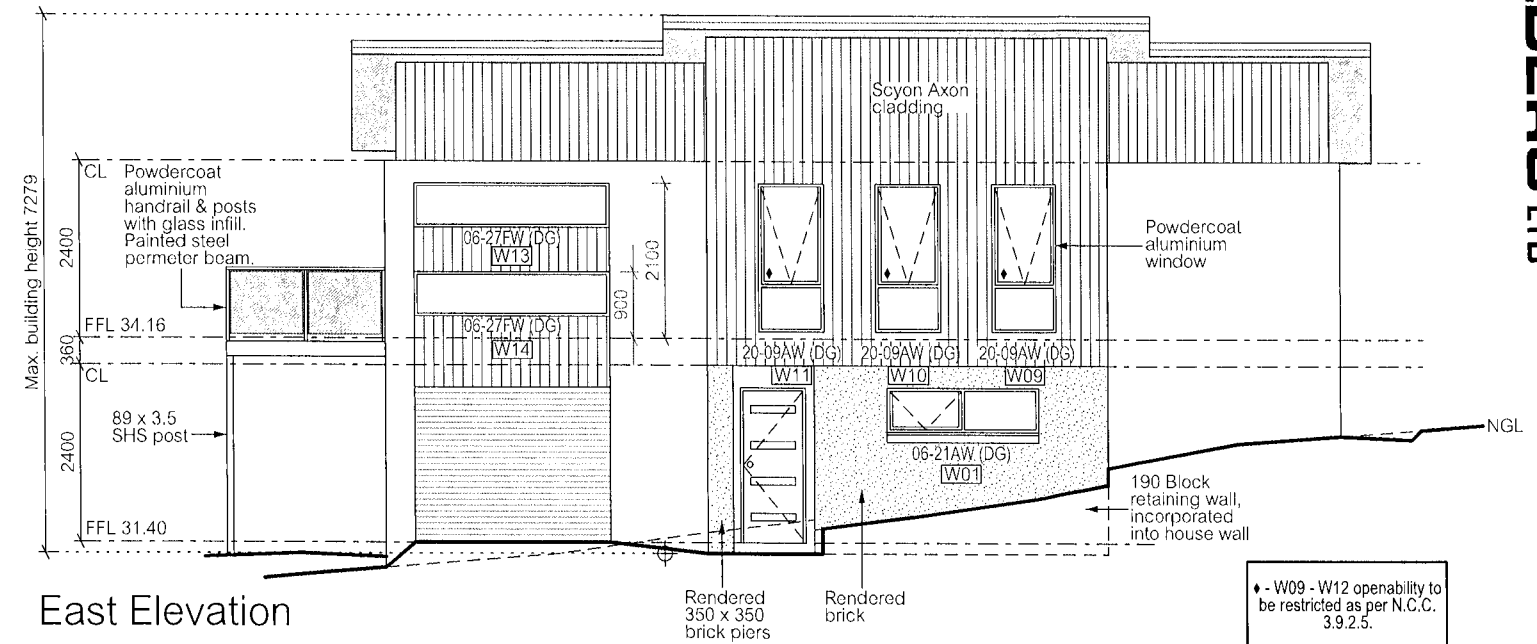 Max. building height 7279
CL
2400
FFL 34.16
360
CL
2400
FFL 31.40
Powdercoat
aluminium
handrail & posts
with glass infill.
Painted steel
permeter beam.
89 x 3.5
SHS post
06-27FW (DG)
W13
06-27FW (DG)
W14
900
2100
Scyon Axon
cladding
Powdercoat
aluminium
window
20-09AW (DG)
W11
20-09AW (DG)
W10
20-09AW (DG)
W09
06-21AW (DG)
W01
NGL
190 Block
retaining wall,
incorporated
into house wall
Rendered
350 x 350
brick piers
Rendered
brick
East Elevation
♦ - W09 - W12 openability to
be restricted as per N.C.C.
3.9.2.5.